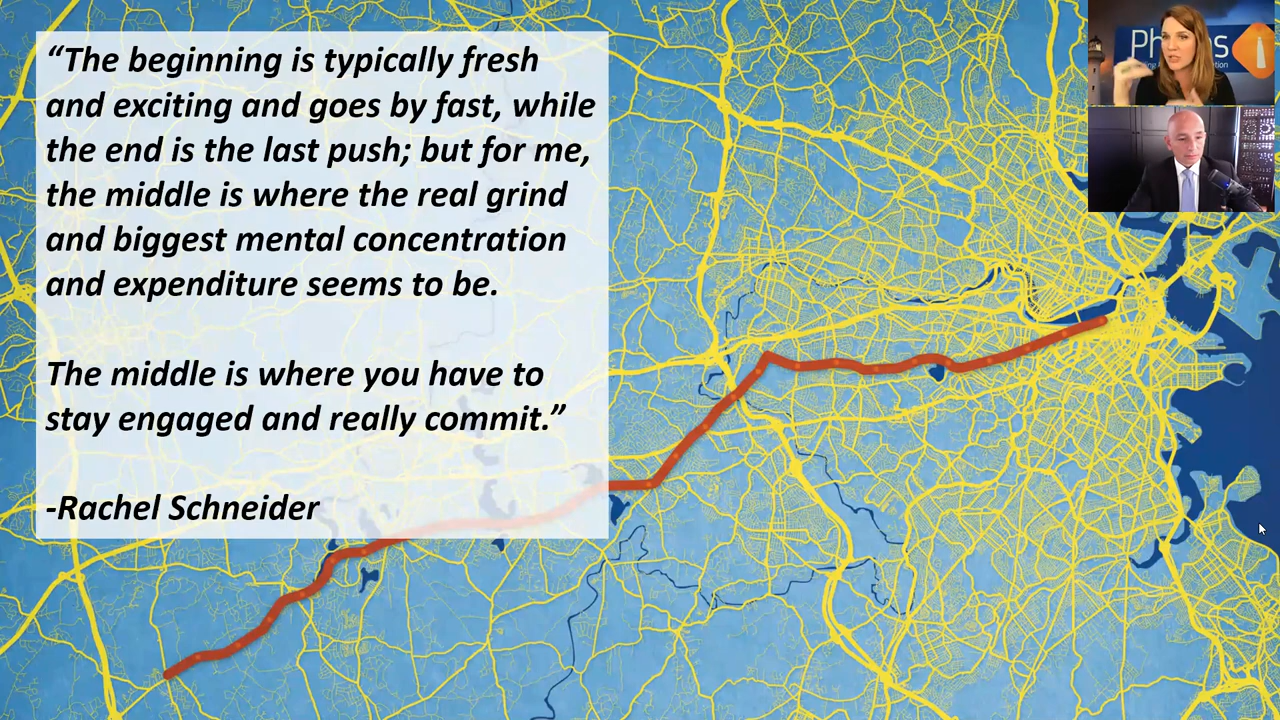 “The beginning is typically fresh
and exciting and goes by fast, while
the end is the last push; but for me,
the middle is where the real grind
and biggest mental concentration
and expenditure seems to be.
The middle is where you have to
stay engaged and really commit.”
-Rachel Schneider